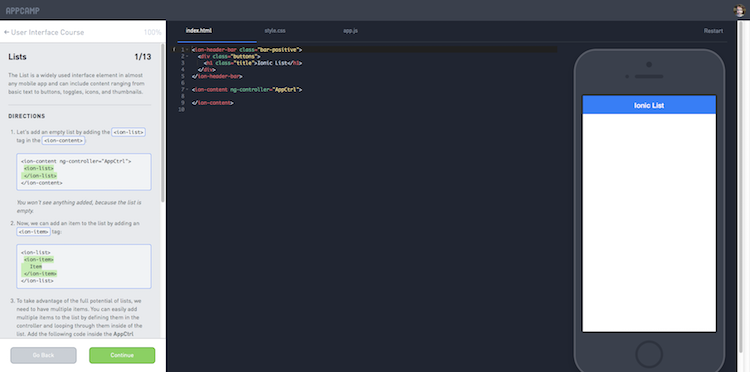 APPCAMP
← User Interface Course 100%
Lists 1/13
The List is a widely used interface element in almost
any mobile app and can include content ranging from
basic text to buttons, toggles, icons, and thumbnails.
DIRECTIONS
1. Let's add an empty list by adding the <ion-list>
tag in the <ion-content>
<ion-content ng-controller="AppCtrl">
<ion-list>
</ion-list>
</ion-content>
You won't see anything added, because the list is
empty.
2. Now, we can add an item to the list by adding an
<ion-item> tag:
<ion-list>
<ion-item>
Item
</ion-item>
</ion-list>
3. To take advantage of the full potential of lists, we
need to have multiple items. You can easily add
multiple items to the list by defining them in the
controller and looping through them inside of the
list. Add the following code inside the AppCtrl
Go Back
Continue
index.html style.css app.js Restart
i 1 <ion-header-bar class="bar-positive">
2 <div class="buttons">
3 <h1 class="title">Ionic List</h1>
4 </div>
5 </ion-header-bar>
6
7 <ion-content ng-controller="AppCtrl">
8
9 </ion-content>
10
Ionic List